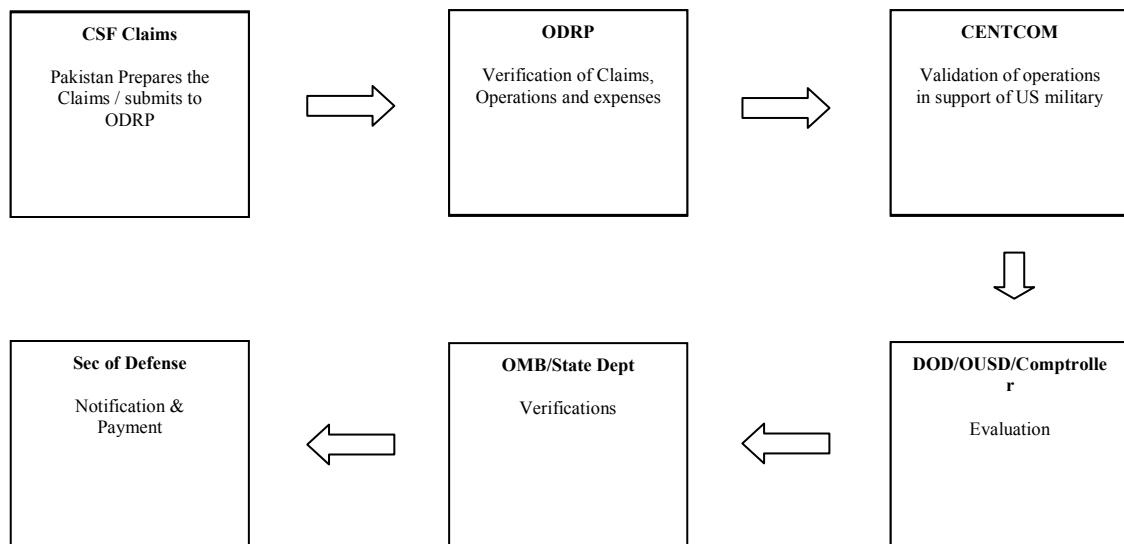 CSF Claims
Pakistan Prepares the
Claims / submits to
ODRP
ODRP
Verification of Claims,
Operations and expenses
CENTCOM
Validation of operations
in support of US military
DOD/OUSD/Comptrolle
r
Evaluation
OMB/State Dept
Verifications
Sec of Defense
Notification &
Payment